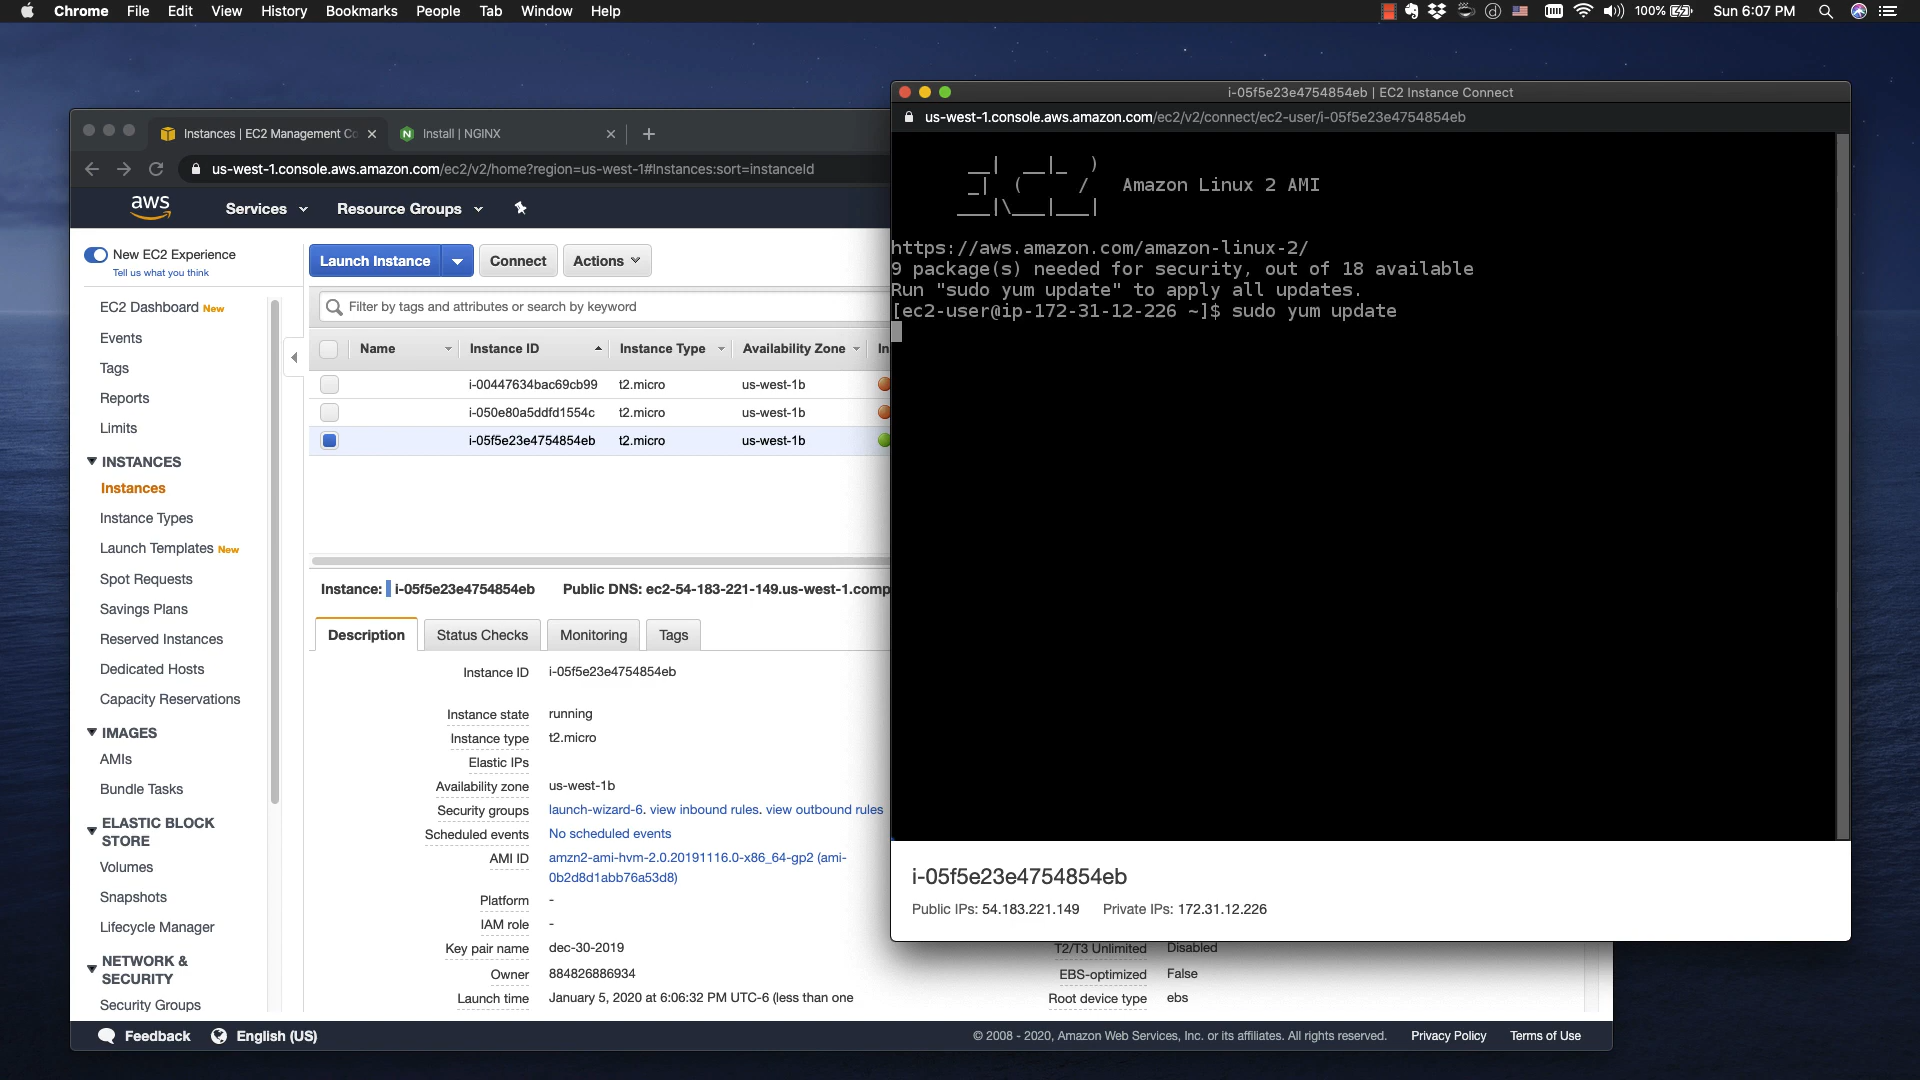 Chrome File Edit View History Bookmarks People Tab Window Help
100% Sun 6:07 PM
Instances | EC2 Management Co
Install | NGINX
us-west-1.console.aws.amazon.com/ec2/v2/home?region=us-west-1#Instances:sort=instanceId
aws Services Resource Groups
New EC2 Experience
Tell us what you think
EC2 Dashboard New
Events
Tags
Reports
Limits
INSTANCES
Instances
Instance Types
Launch Templates New
Spot Requests
Savings Plans
Reserved Instances
Dedicated Hosts
Capacity Reservations
IMAGES
AMIs
Bundle Tasks
ELASTIC BLOCK
STORE
Volumes
Snapshots
Lifecycle Manager
NETWORK &
SECURITY
Security Groups
Launch Instance Connect Actions
Filter by tags and attributes or search by keyword
Name Instance ID Instance Type Availability Zone In
i-00447634bac69cb99 t2.micro us-west-1b
i-050e80a5ddfd1554c t2.micro us-west-1b
i-05f5e23e4754854eb t2.micro us-west-1b
Instance: i-05f5e23e4754854eb Public DNS: ec2-54-183-221-149.us-west-1.comp
Description Status Checks Monitoring Tags
Instance ID i-05f5e23e4754854eb
Instance state running
Instance type t2.micro
Elastic IPs
Availability zone us-west-1b
Security groups launch-wizard-6. view inbound rules. view outbound rules
Scheduled events No scheduled events
AMI ID amzn2-ami-hvm-2.0.20191116.0-x86_64-gp2 (ami-
0b2d8d1abb76a53d8)
Platform -
IAM role -
Key pair name dec-30-2019
Owner 884826886934
Launch time January 5, 2020 at 6:06:32 PM UTC-6 (less than one
T2/T3 Unlimited Disabled
EBS-optimized False
Root device type ebs
i-05f5e23e4754854eb | EC2 Instance Connect
us-west-1.console.aws.amazon.com/ec2/v2/connect/ec2-user/i-05f5e23e4754854eb
__| __|_ )
_| ( / Amazon Linux 2 AMI
___|\___|___|
https://aws.amazon.com/amazon-linux-2/
9 package(s) needed for security, out of 18 available
Run "sudo yum update" to apply all updates.
[ec2-user@ip-172-31-12-226 ~]$ sudo yum update
i-05f5e23e4754854eb
Public IPs: 54.183.221.149 Private IPs: 172.31.12.226
Feedback English (US)
© 2008 - 2020, Amazon Web Services, Inc. or its affiliates. All rights reserved. Privacy Policy Terms of Use